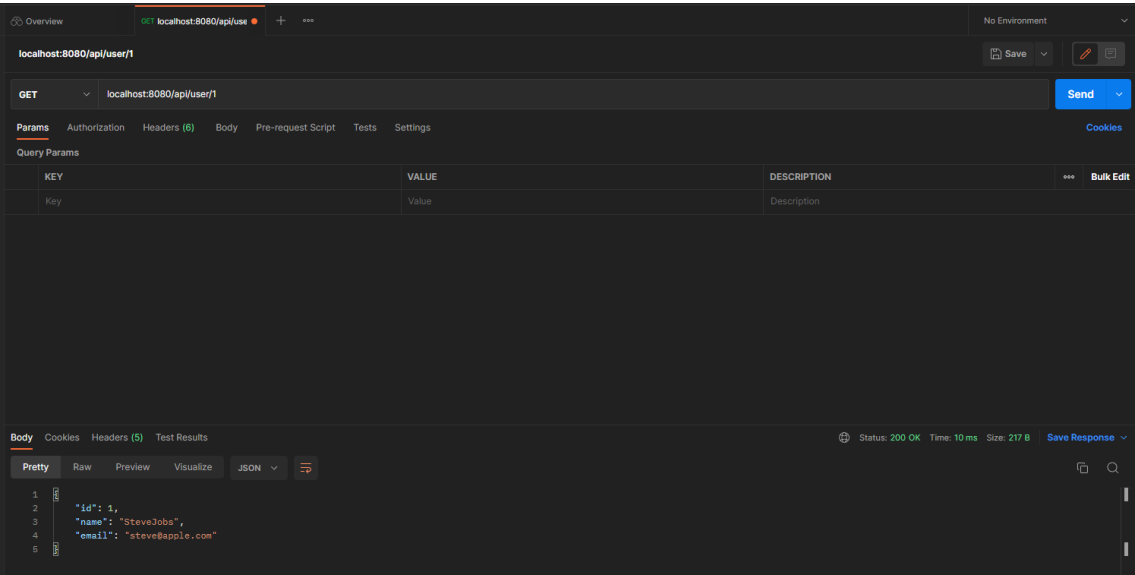 Overview GET localhost:8080/api/use No Environment
localhost:8080/api/user/1 Save
GET localhost:8080/api/user/1 Send
Params Authorization Headers (6) Body Pre-request Script Tests Settings Cookies
Query Params
KEY VALUE DESCRIPTION Bulk Edit
Key Value Description
Body Cookies Headers (5) Test Results Status: 200 OK Time: 10 ms Size: 217 B Save Response
Pretty Raw Preview Visualize JSON
1 {
2 "id": 1,
3 "name": "SteveJobs",
4 "email": "steve@apple.com"
5 }